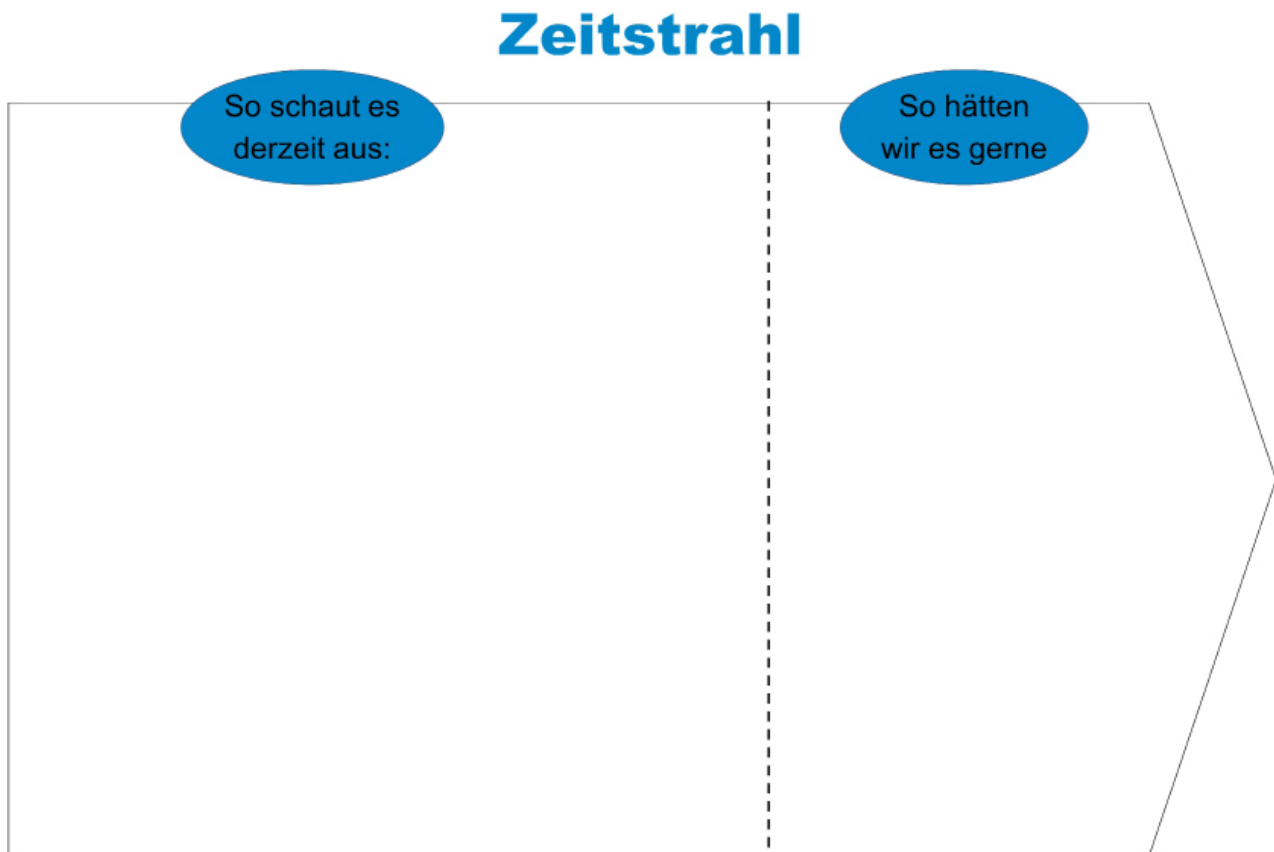 Zeitstrahl
So schaut es
derzeit aus:
So hätten
wir es gerne